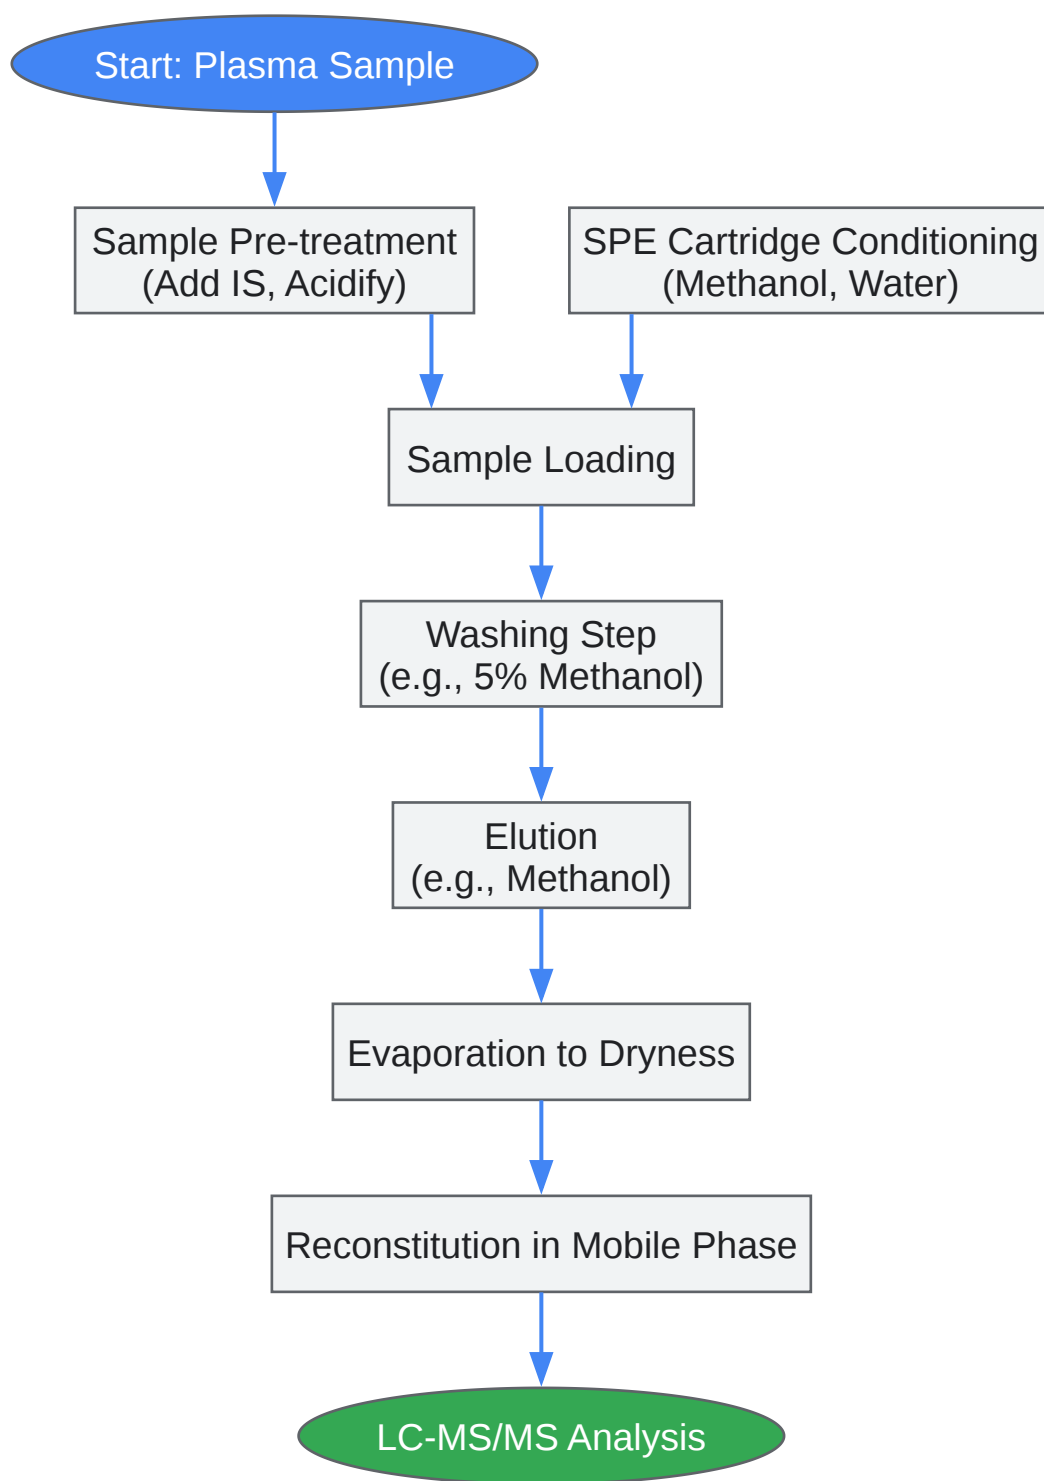 Start: Plasma Sample
Sample Pre-treatment
(Add IS, Acidify)
SPE Cartridge Conditioning
(Methanol, Water)
Sample Loading
Washing Step
(e.g., 5% Methanol)
Elution
(e.g., Methanol)
Evaporation to Dryness
Reconstitution in Mobile Phase
LC-MS/MS Analysis